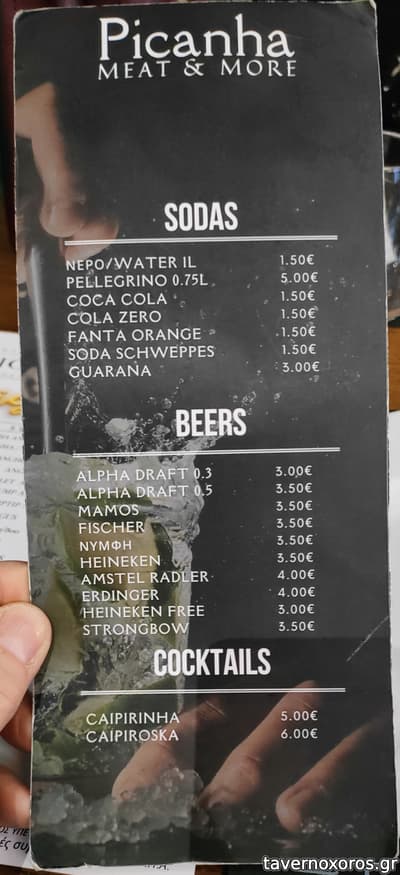 Picanha
MEAT & MORE
SODAS
ΝΕΡΟ/WATER 1L 1.50€
PELLEGRINO 0.75L 5.00€
COCA COLA 1.50€
COLA ZERO 1.50€
FANTA ORANGE 1.50€
SODA SCHWEPPES 1.50€
GUARANA 3.00€
BEERS
ALPHA DRAFT 0.3 3.00€
ALPHA DRAFT 0.5 3.50€
MAMOS 3.50€
FISCHER 3.50€
ΝΥΜΦΗ 3.50€
HEINEKEN 3.50€
AMSTEL RADLER 4.00€
ERDINGER 4.00€
HEINEKEN FREE 3.00€
STRONGBOW 3.50€
COCKTAILS
CAIPIRINHA 5.00€
CAIPIROSKA 6.00€
tavernoxoros.gr